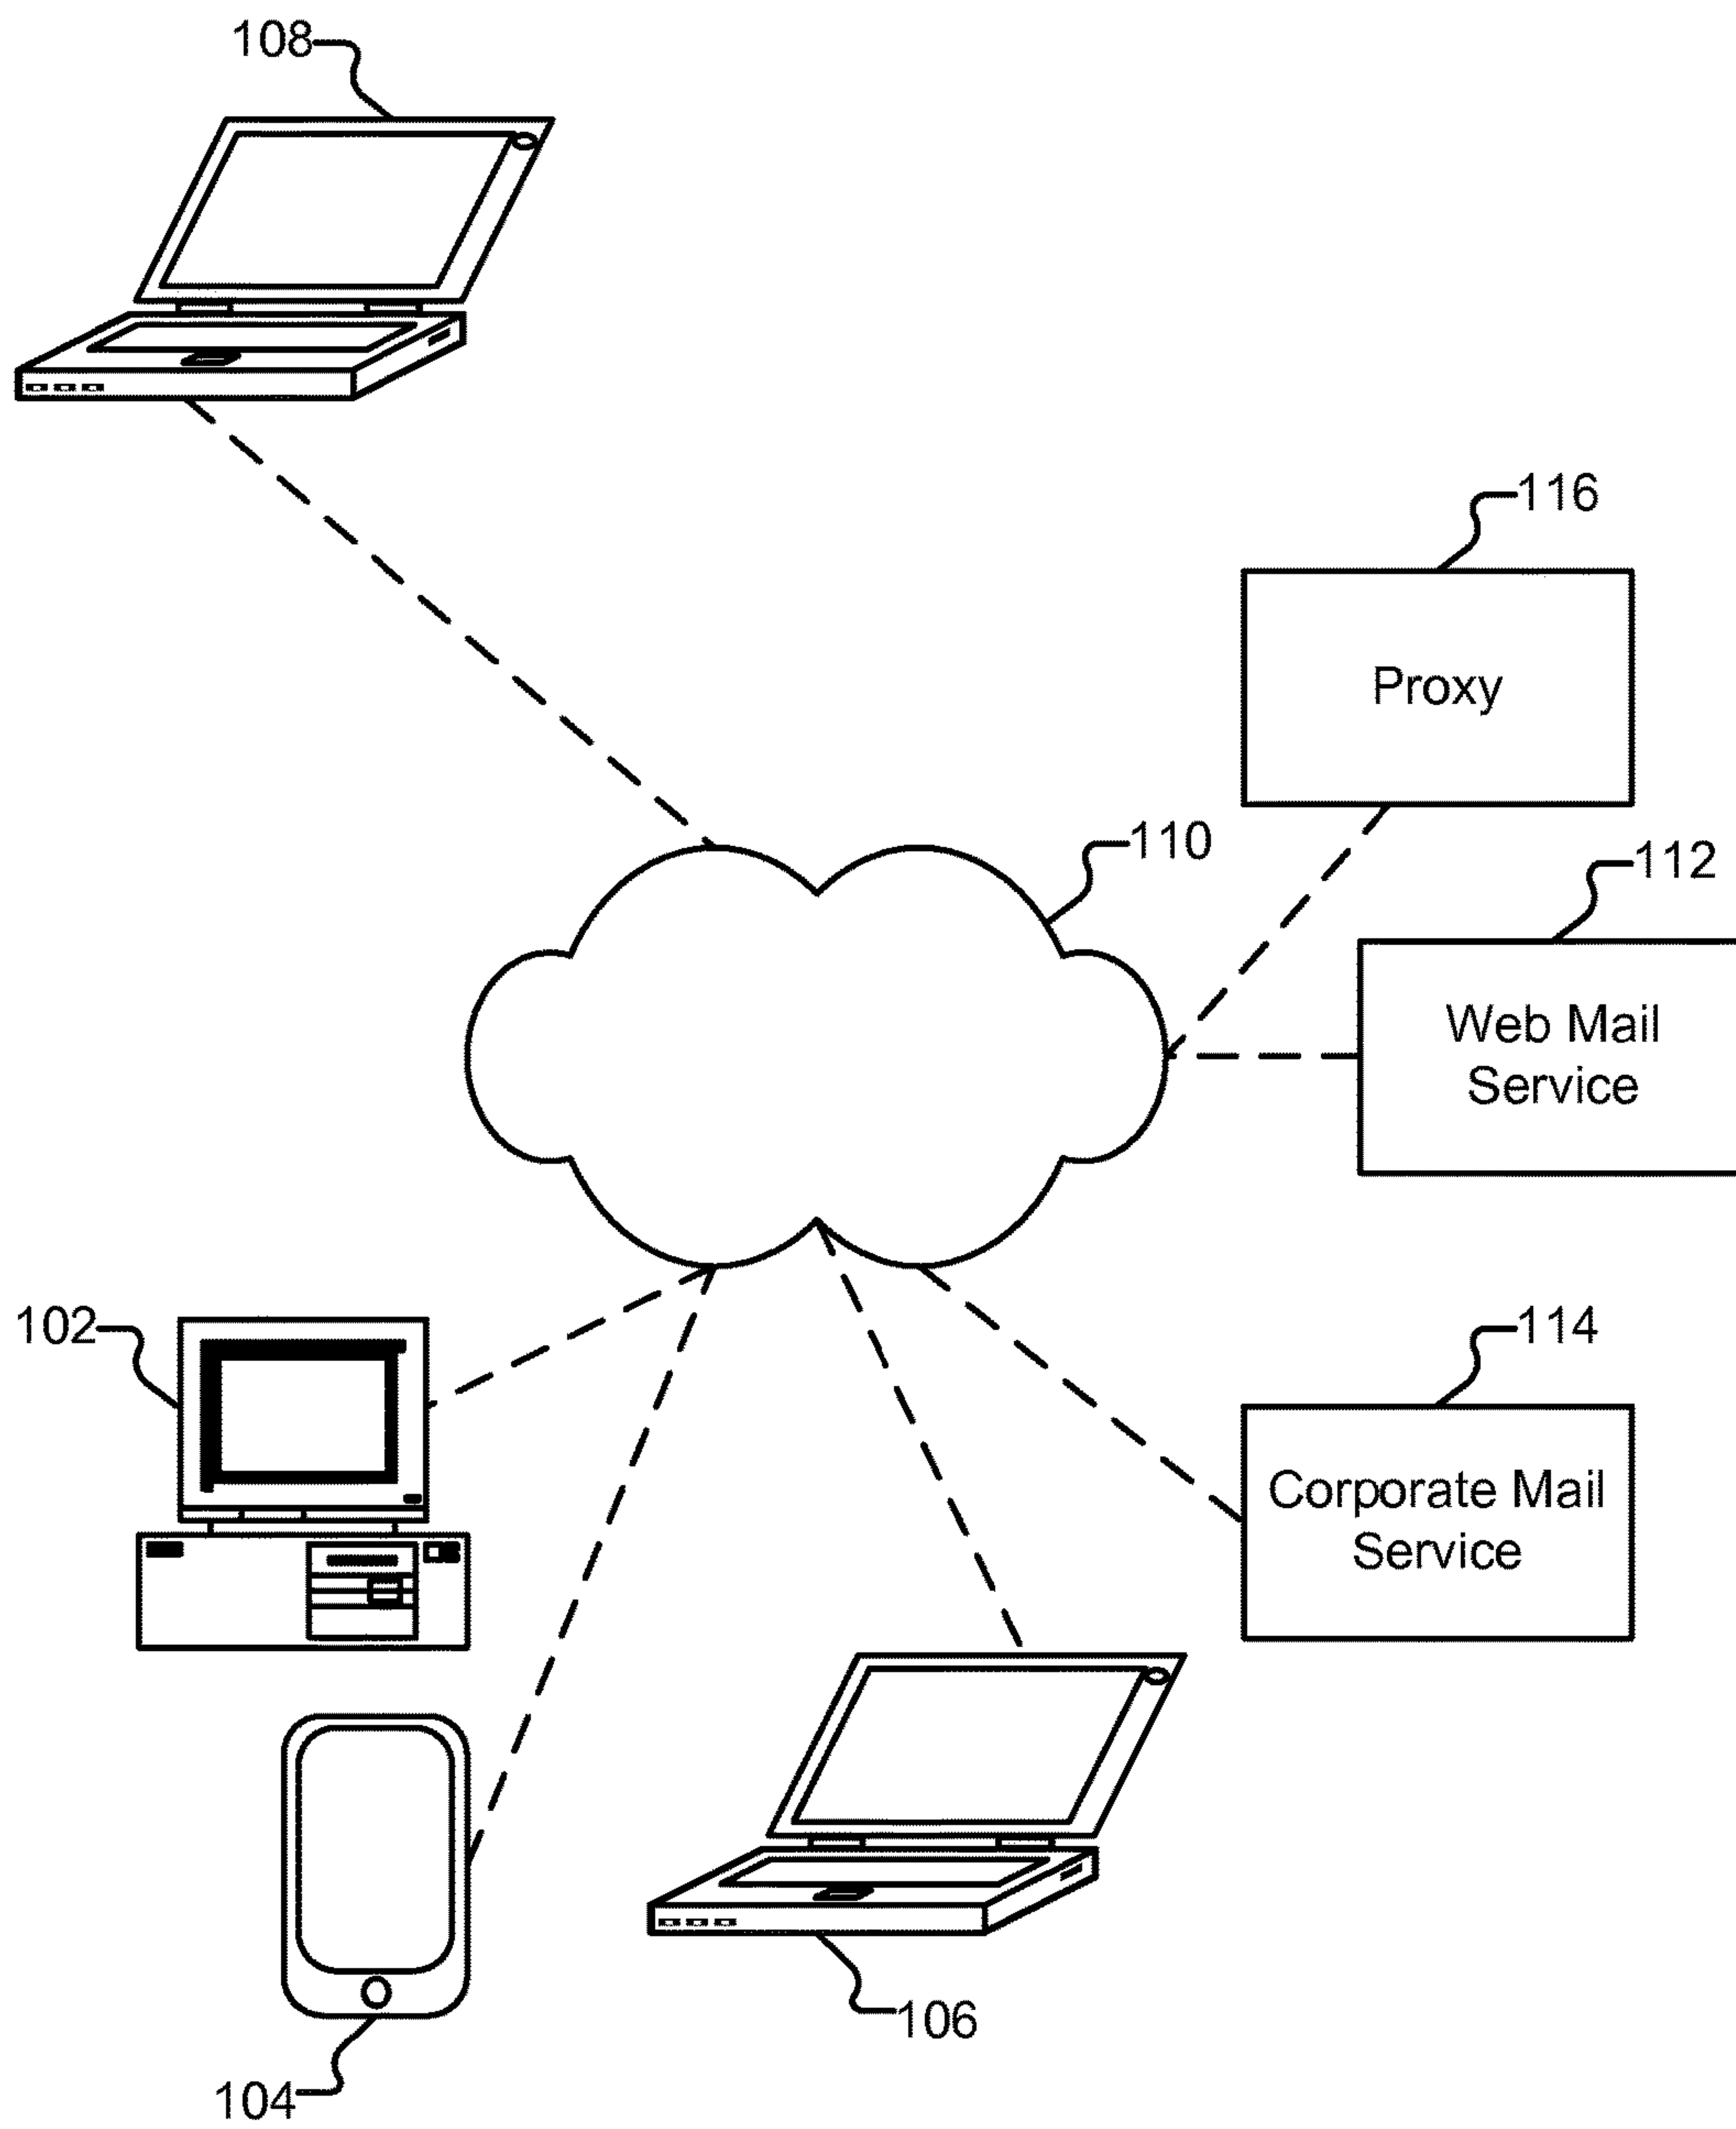 108
116
Proxy
110
112
Web Mail
Service
102
114
Corporate Mail
Service
106
104